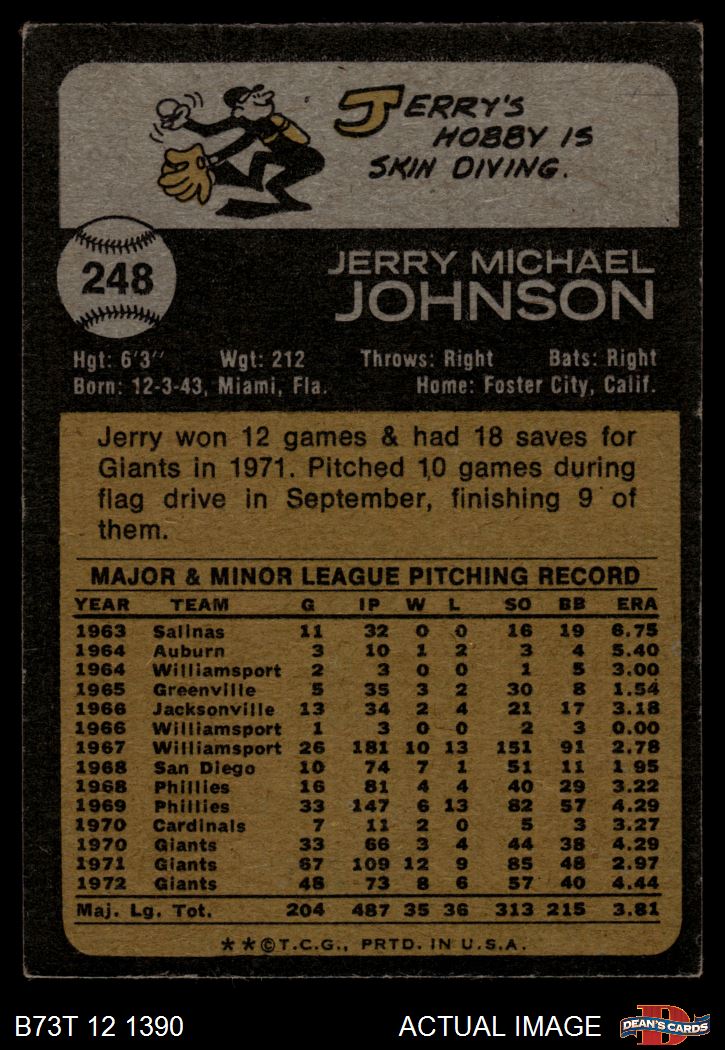 JERRY'S
HOBBY IS
SKIN DIVING.
248
JERRY MICHAEL
JOHNSON
Hgt: 6'3" Wgt: 212 Throws: Right Bats: Right
Born: 12-3-43, Miami, Fla. Home: Foster City, Calif.
Jerry won 12 games & had 18 saves for
Giants in 1971. Pitched 10 games during
flag drive in September, finishing 9 of
them.
MAJOR & MINOR LEAGUE PITCHING RECORD
YEAR TEAM G IP W L SO BB ERA
1963 Salinas 11 32 0 0 16 19 6.75
1964 Auburn 3 10 1 2 3 4 5.40
1964 Williamsport 2 3 0 0 1 5 3.00
1965 Greenville 5 35 3 2 30 8 1.54
1966 Jacksonville 13 34 2 4 21 17 3.18
1966 Williamsport 1 3 0 0 2 3 0.00
1967 Williamsport 26 181 10 13 151 91 2.78
1968 San Diego 10 74 7 1 51 11 1 95
1968 Phillies 16 81 4 4 40 29 3.22
1969 Phillies 33 147 6 13 82 57 4.29
1970 Cardinals 7 11 2 0 5 3 3.27
1970 Giants 33 66 3 4 44 38 4.29
1971 Giants 67 109 12 9 85 48 2.97
1972 Giants 48 73 8 6 57 40 4.44
Maj. Lg. Tot. 204 487 35 36 313 215 3.81
**©T.C.G., PRTD. IN U.S.A.
B73T 12 1390 ACTUAL IMAGE D DEAN'S CARDS